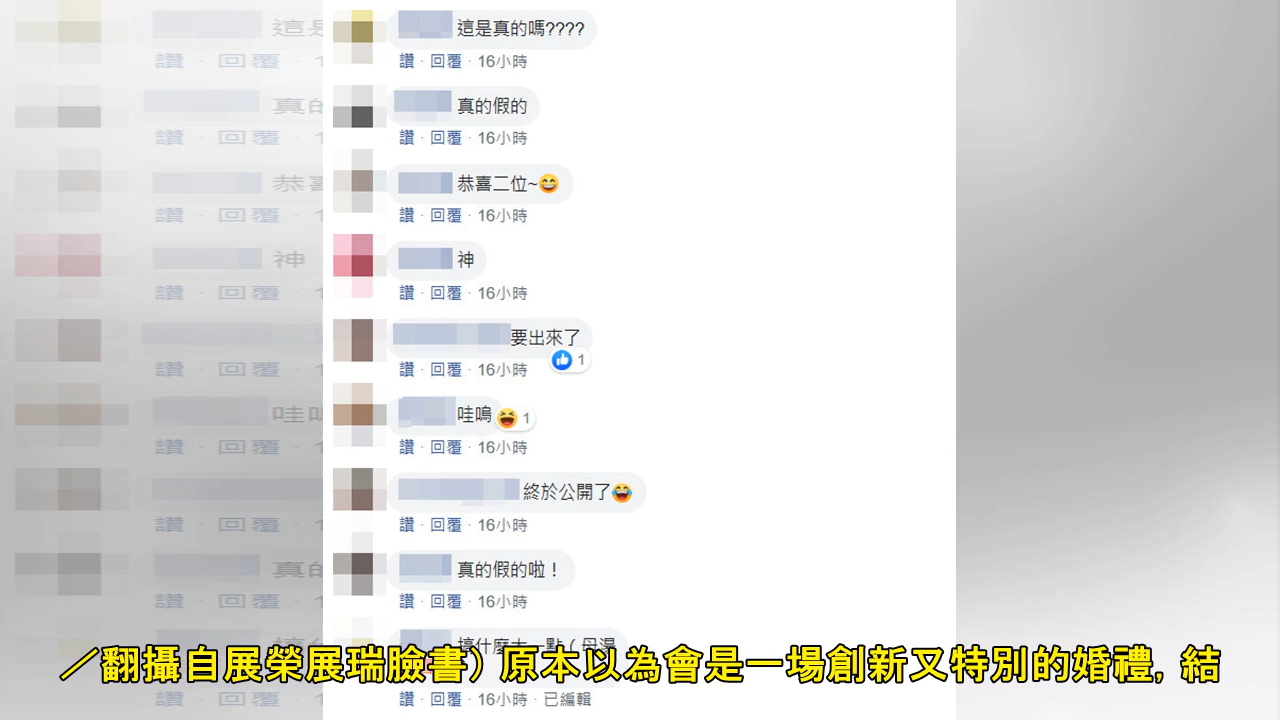 這是真的嗎????
讚 · 回覆 · 16小時
真的假的
讚 · 回覆 · 16小時
恭喜二位~😄
讚 · 回覆 · 16小時
神
讚 · 回覆 · 16小時
要出來了
👍 1
讚 · 回覆 · 16小時
哇嗚 😆 1
讚 · 回覆 · 16小時
終於公開了😂
讚 · 回覆 · 16小時
真的假的啦！
讚 · 回覆 · 16小時
搞什麼
／翻攝自展榮展瑞臉書）原本以為會是一場創新又特別的婚禮, 結
讚 · 回覆 · 16小時 · 已編輯